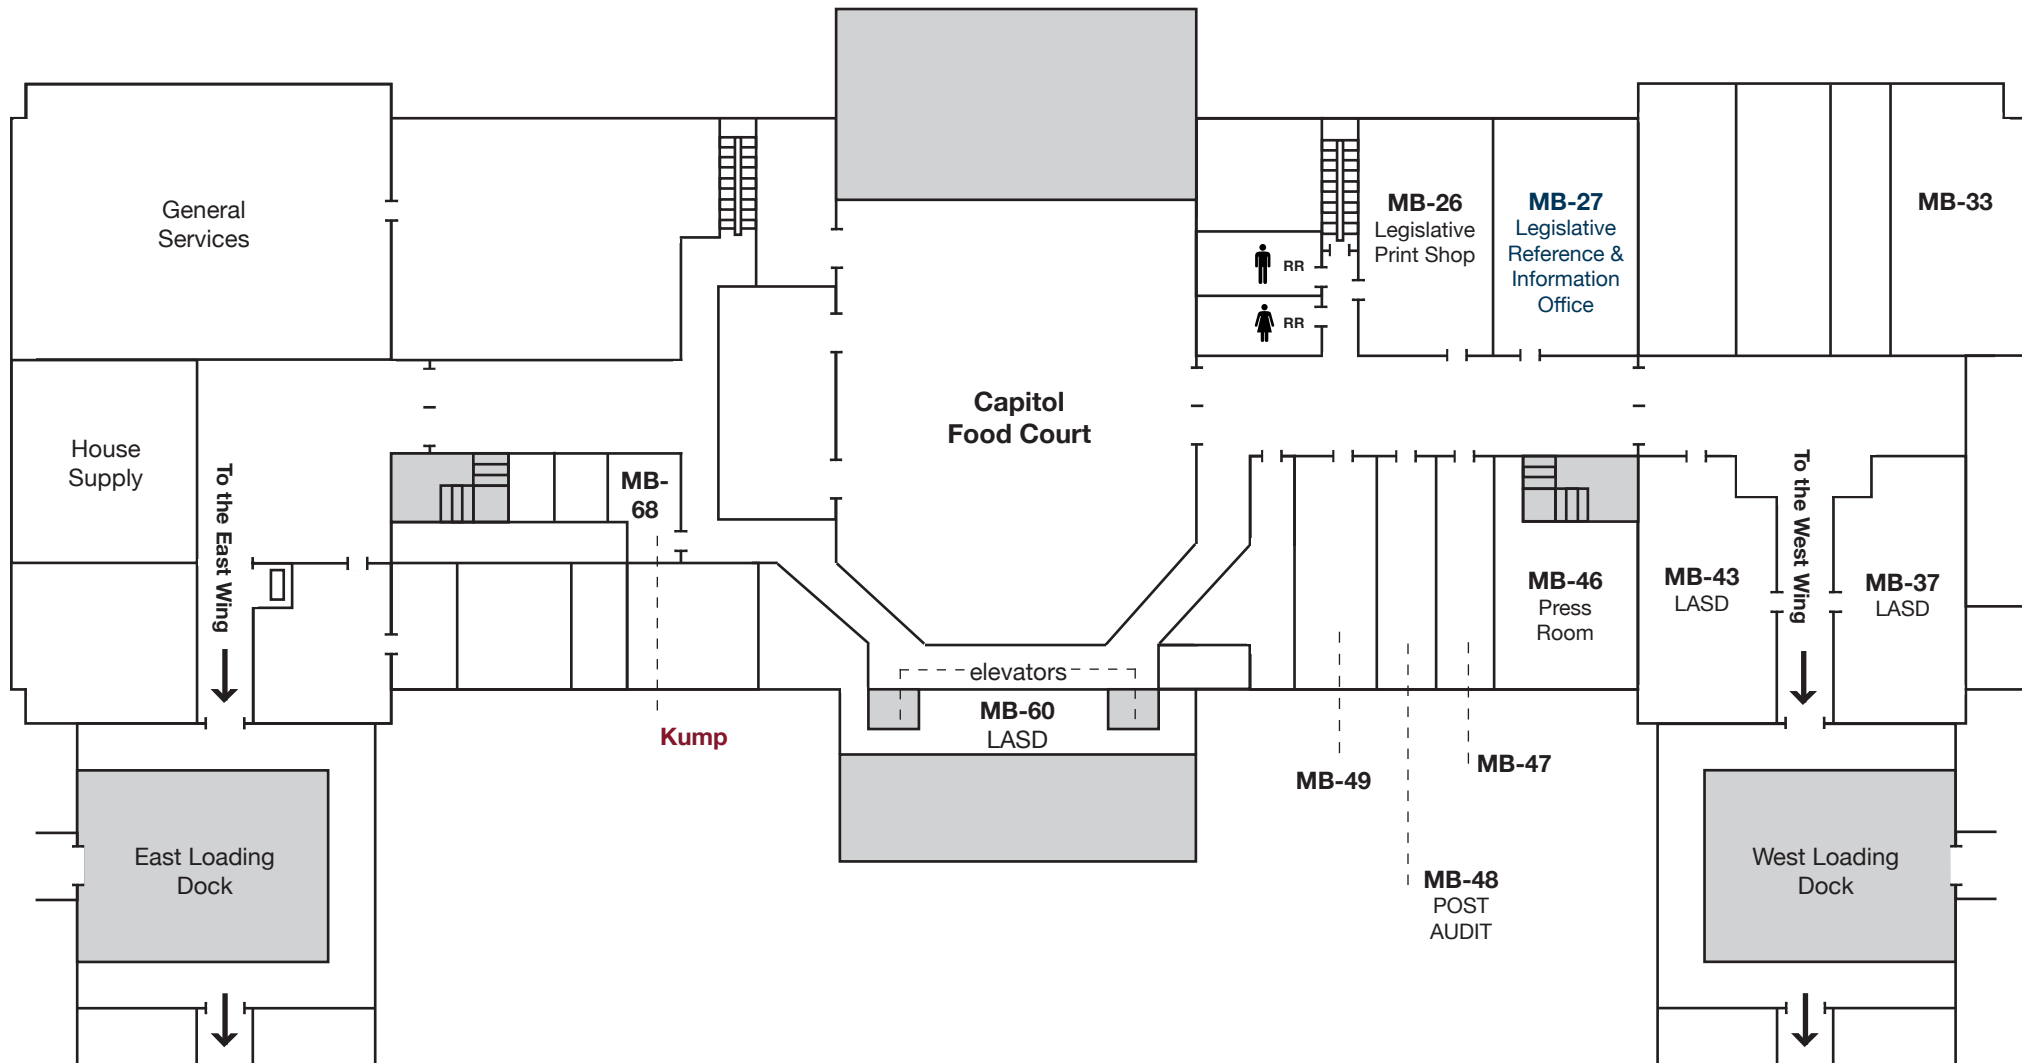 General
Services
MB-26
Legislative
Print Shop
MB-27
Legislative
Reference &
Information
Office
MB-33
RR
RR
Capitol
Food Court
House
Supply
To the East Wing
MB-
68
To the West Wing
MB-46
Press
Room
MB-43
LASD
MB-37
LASD
elevators
MB-60
LASD
Kump
MB-49
MB-47
MB-48
POST
AUDIT
East Loading
Dock
West Loading
Dock